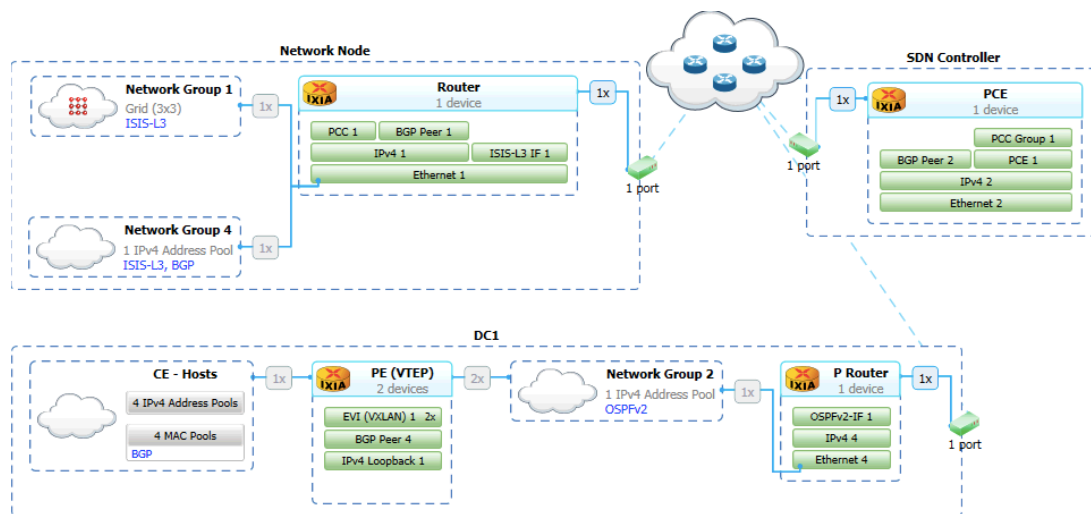 Network Node
Network Group 1
Grid (3x3)
ISIS-L3
1x
IXIA
Router
1 device
PCC 1
BGP Peer 1
IPv4 1
ISIS-L3 IF 1
Ethernet 1
1x
1 port
Network Group 4
1 IPv4 Address Pool
ISIS-L3, BGP
1x
SDN Controller
1 port
1x
IXIA
PCE
1 device
PCC Group 1
BGP Peer 2
PCE 1
IPv4 2
Ethernet 2
DC1
CE - Hosts
4 IPv4 Address Pools
4 MAC Pools
BGP
1x
IXIA
PE (VTEP)
2 devices
EVI (VXLAN) 1 2x
BGP Peer 4
IPv4 Loopback 1
2x
Network Group 2
1 IPv4 Address Pool
OSPFv2
1x
IXIA
P Router
1 device
OSPFv2-IF 1
IPv4 4
Ethernet 4
1x
1 port